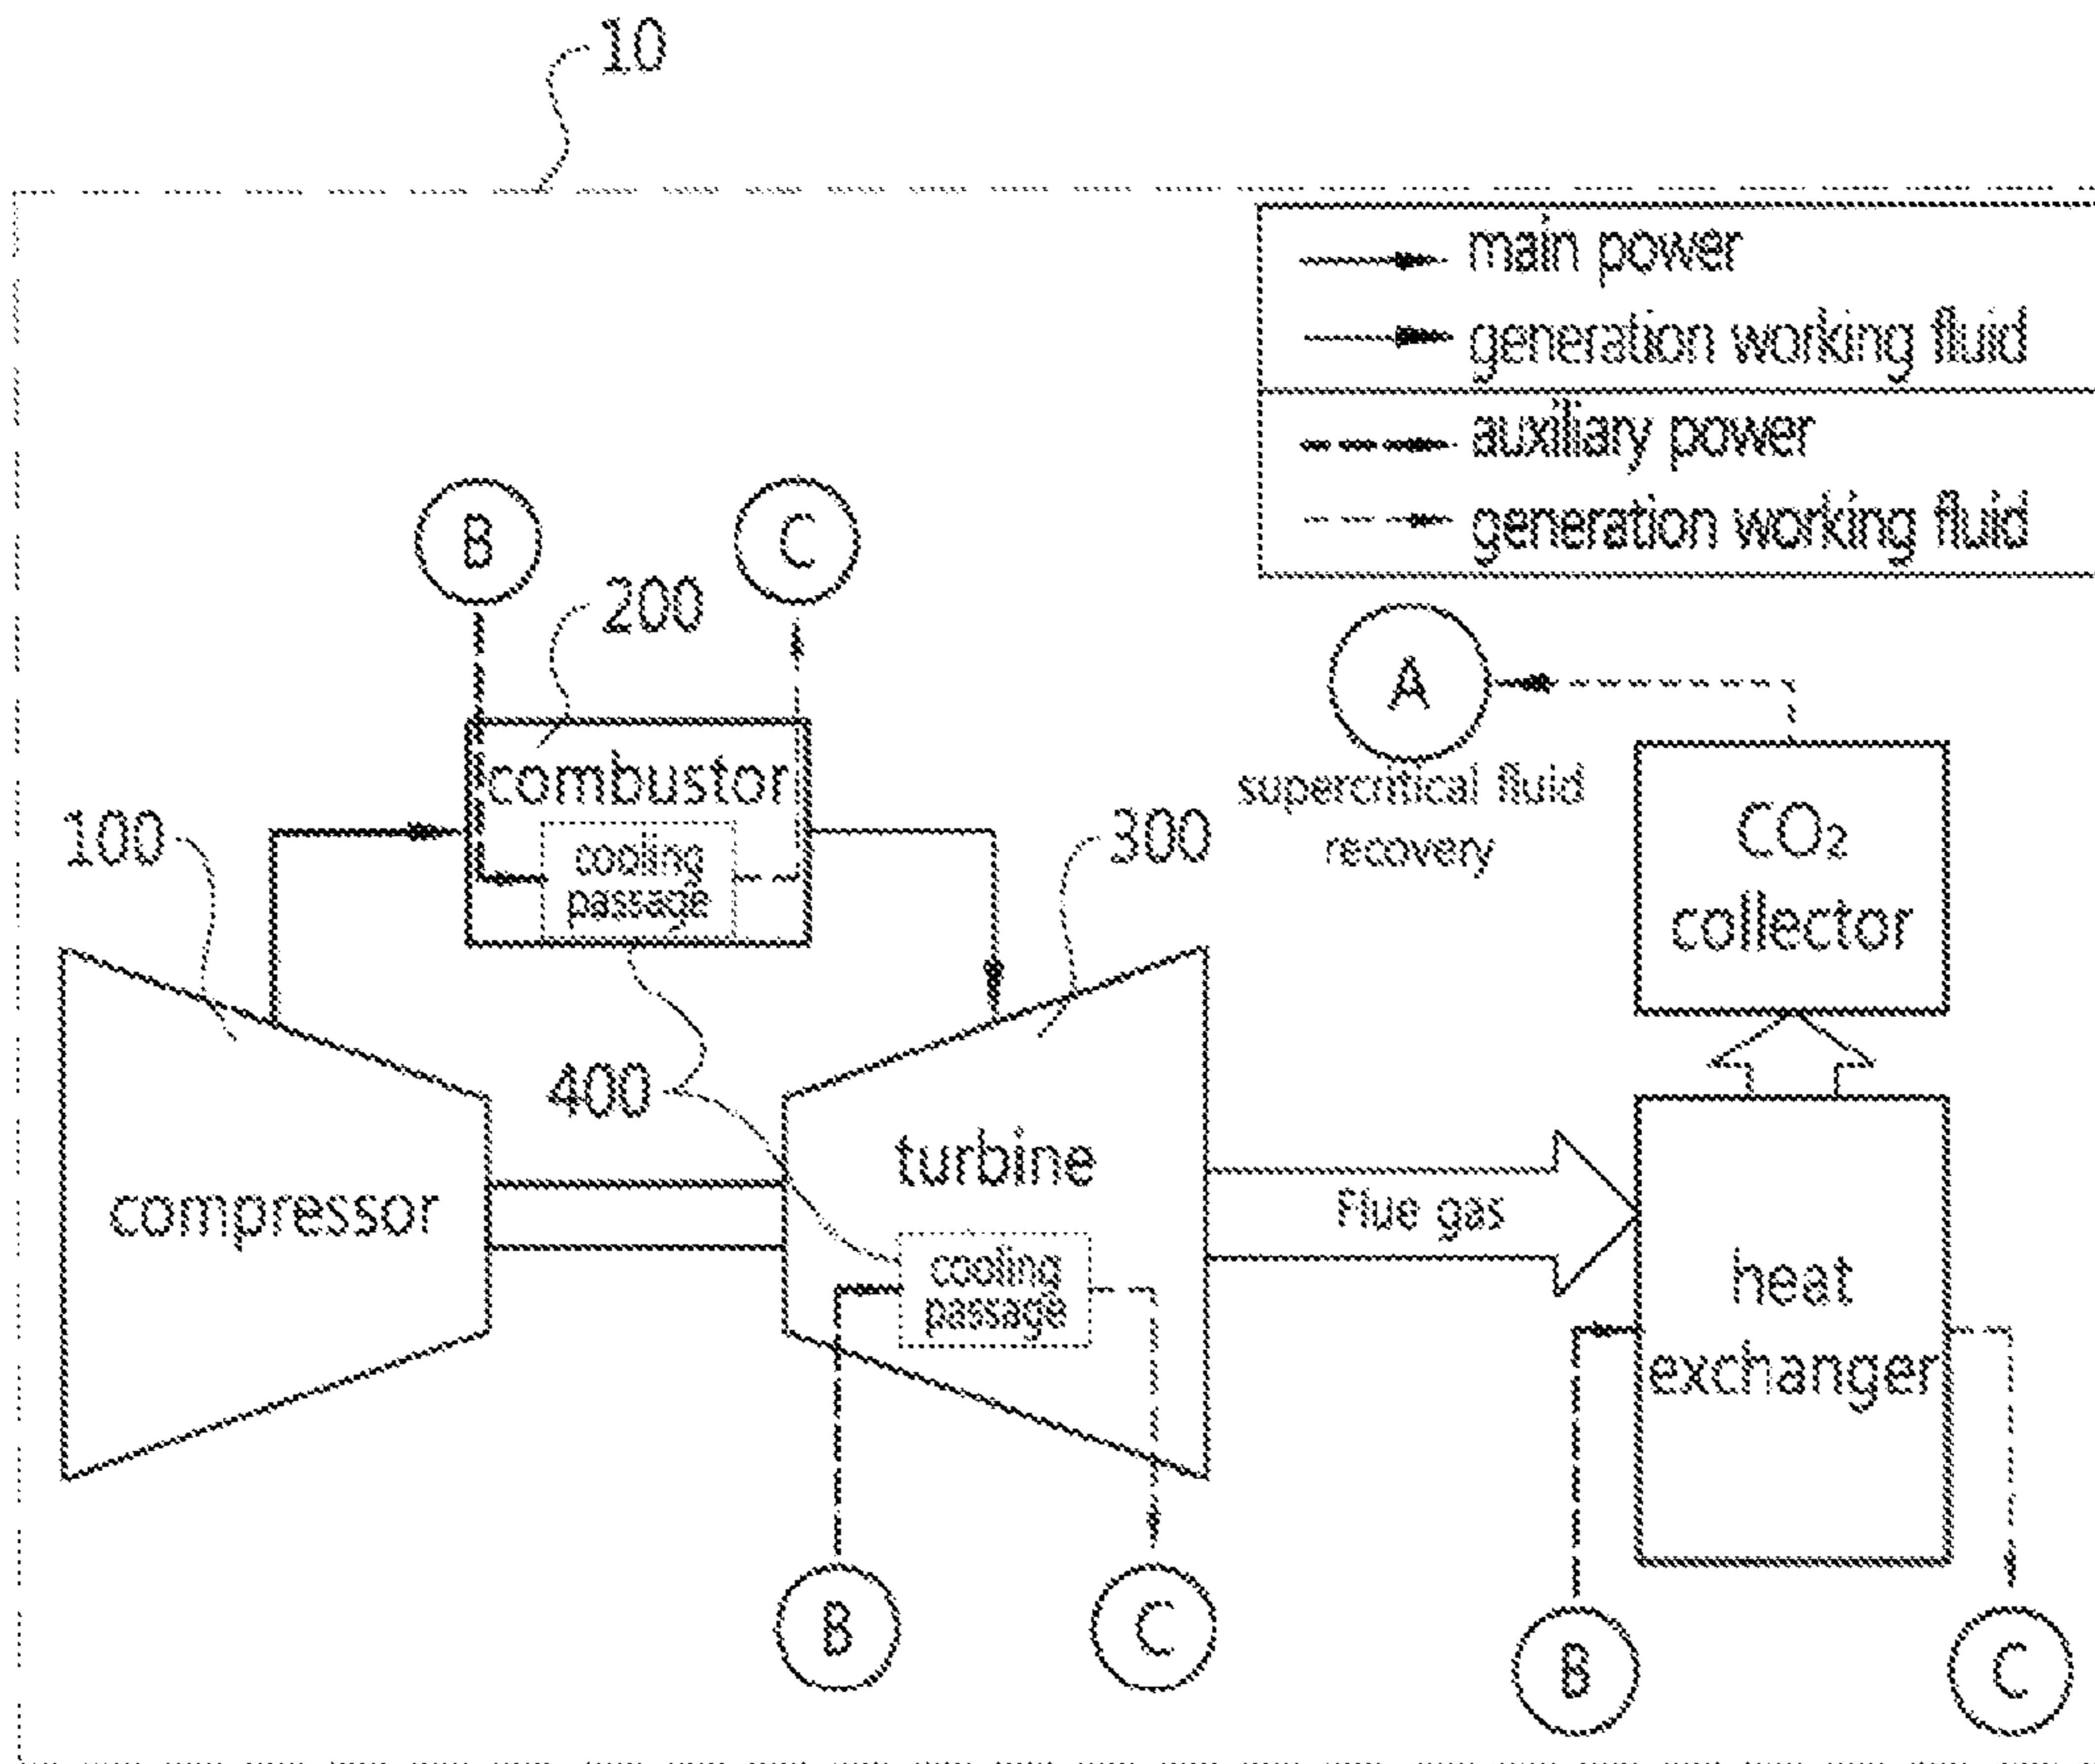 10
main power
generation working fluid
auxiliary power
generation working fluid
B
C
200
A
combustor
supercritical fluid
recovery
CO₂
collector
100
cooling
passage
300
400
turbine
compressor
Flue gas
cooling
passage
heat
exchanger
B
C
B
C